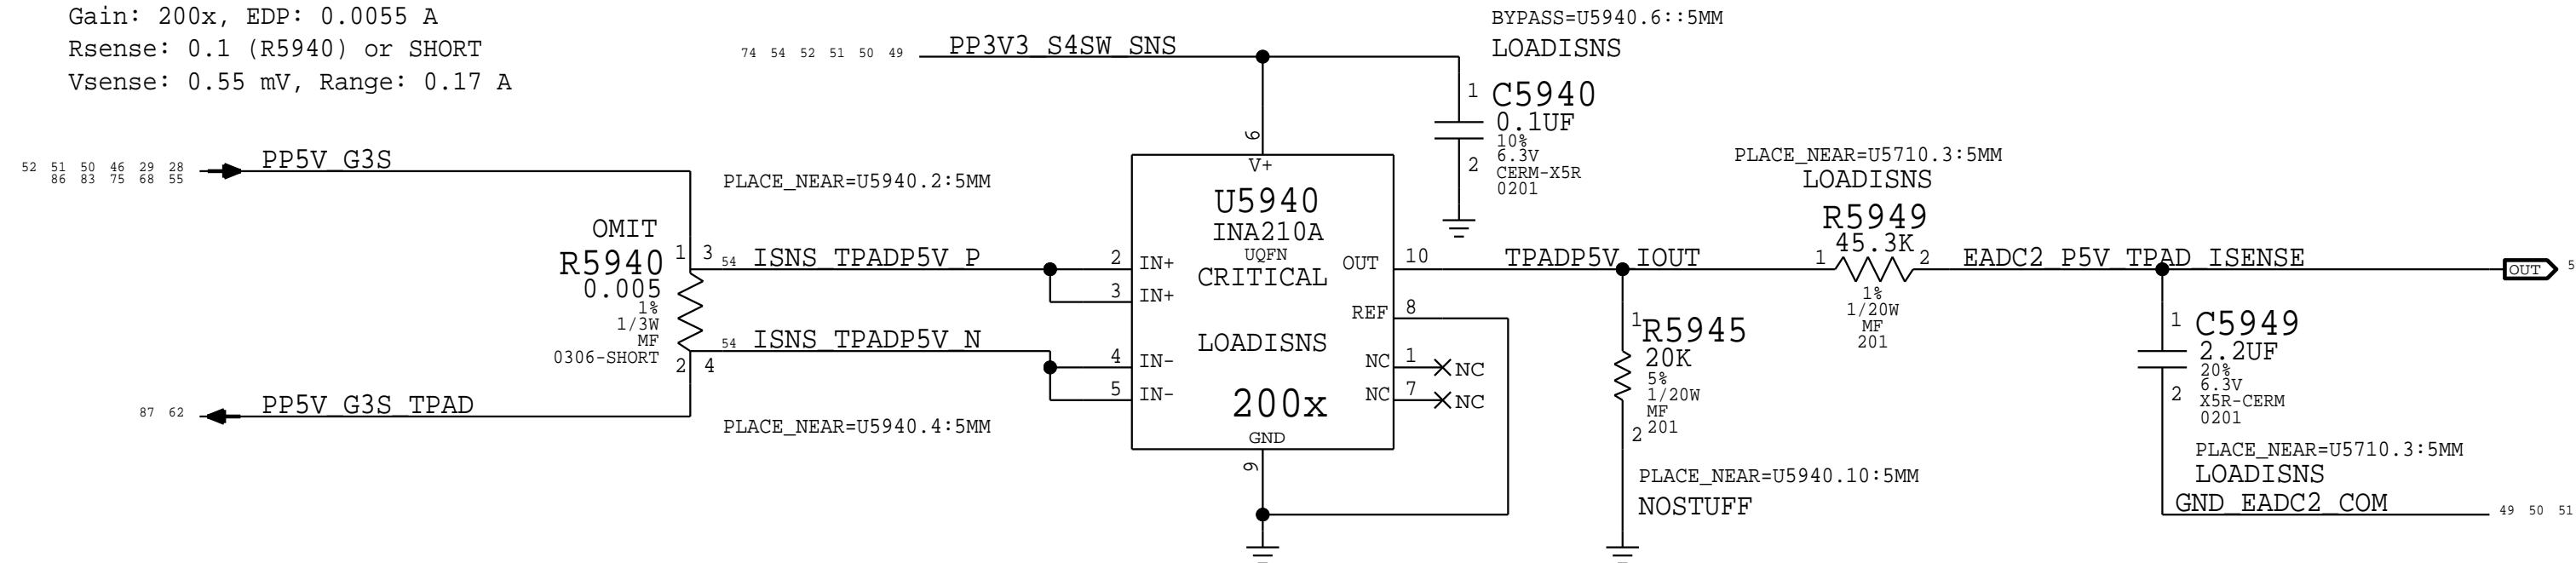 Gain: 200x, EDP: 0.0055 A
Rsense: 0.1 (R5940) or SHORT
Vsense: 0.55 mV, Range: 0.17 A
74 54 52 51 50 49
PP3V3_S4SW_SNS
BYPASS=U5940.6::5MM
LOADISNS
1
C5940
0.1UF
10%
6.3V
2
CERM-X5R
0201
52 51 50 46 29 28
86 83 75 68 55
PP5V_G3S
PLACE_NEAR=U5940.2:5MM
OMIT
R5940
0.005
1%
1/3W
MF
0306-SHORT
1 3
2 4
54 ISNS_TPADP5V_P
54 ISNS_TPADP5V_N
87 62
PP5V_G3S_TPAD
PLACE_NEAR=U5940.4:5MM
6
V+
U5940
INA210A
UQFN
CRITICAL
LOADISNS
200x
GND
9
2 IN+
3 IN+
4 IN-
5 IN-
OUT 10
REF 8
NC 1 NC
NC 7 NC
TPADP5V_IOUT
1
R5945
20K
5%
1/20W
MF
201
2
PLACE_NEAR=U5940.10:5MM
NOSTUFF
PLACE_NEAR=U5710.3:5MM
LOADISNS
R5949
45.3K
1 2
1%
1/20W
MF
201
EADC2_P5V_TPAD_ISENSE
OUT
5
1
C5949
2.2UF
20%
6.3V
2
X5R-CERM
0201
PLACE_NEAR=U5710.3:5MM
LOADISNS
GND_EADC2_COM
49 50 51